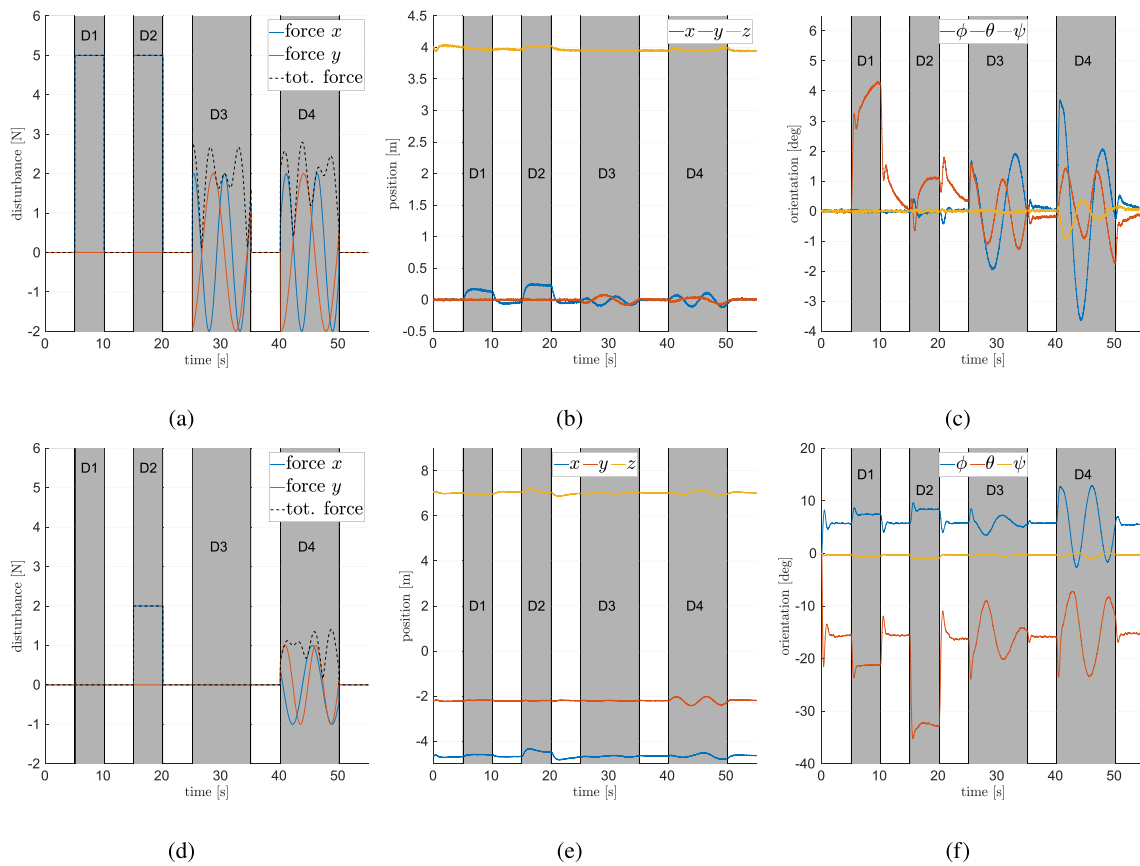 6
5
4
3
2
1
0
-1
-2
disturbance [N]
D1
D2
D3
D4
force x
force y
tot. force
0
10
20
30
40
50
time [s]
(a)
4.5
4
3.5
3
2.5
2
1.5
1
0.5
0
-0.5
position [m]
x y z
D1
D2
D3
D4
0
10
20
30
40
50
time [s]
(b)
6
5
4
3
2
1
0
-1
-2
-3
-4
orientation [deg]
ϕ θ ψ
D1
D2
D3
D4
0
10
20
30
40
50
time [s]
(c)
6
5
4
3
2
1
0
-1
-2
disturbance [N]
D1
D2
D3
D4
force x
force y
tot. force
0
10
20
30
40
50
time [s]
(d)
8
6
4
2
0
-2
-4
position [m]
x y z
D1
D2
D3
D4
0
10
20
30
40
50
time [s]
(e)
20
10
0
-10
-20
-30
-40
orientation [deg]
ϕ θ ψ
D1
D2
D3
D4
0
10
20
30
40
50
time [s]
(f)